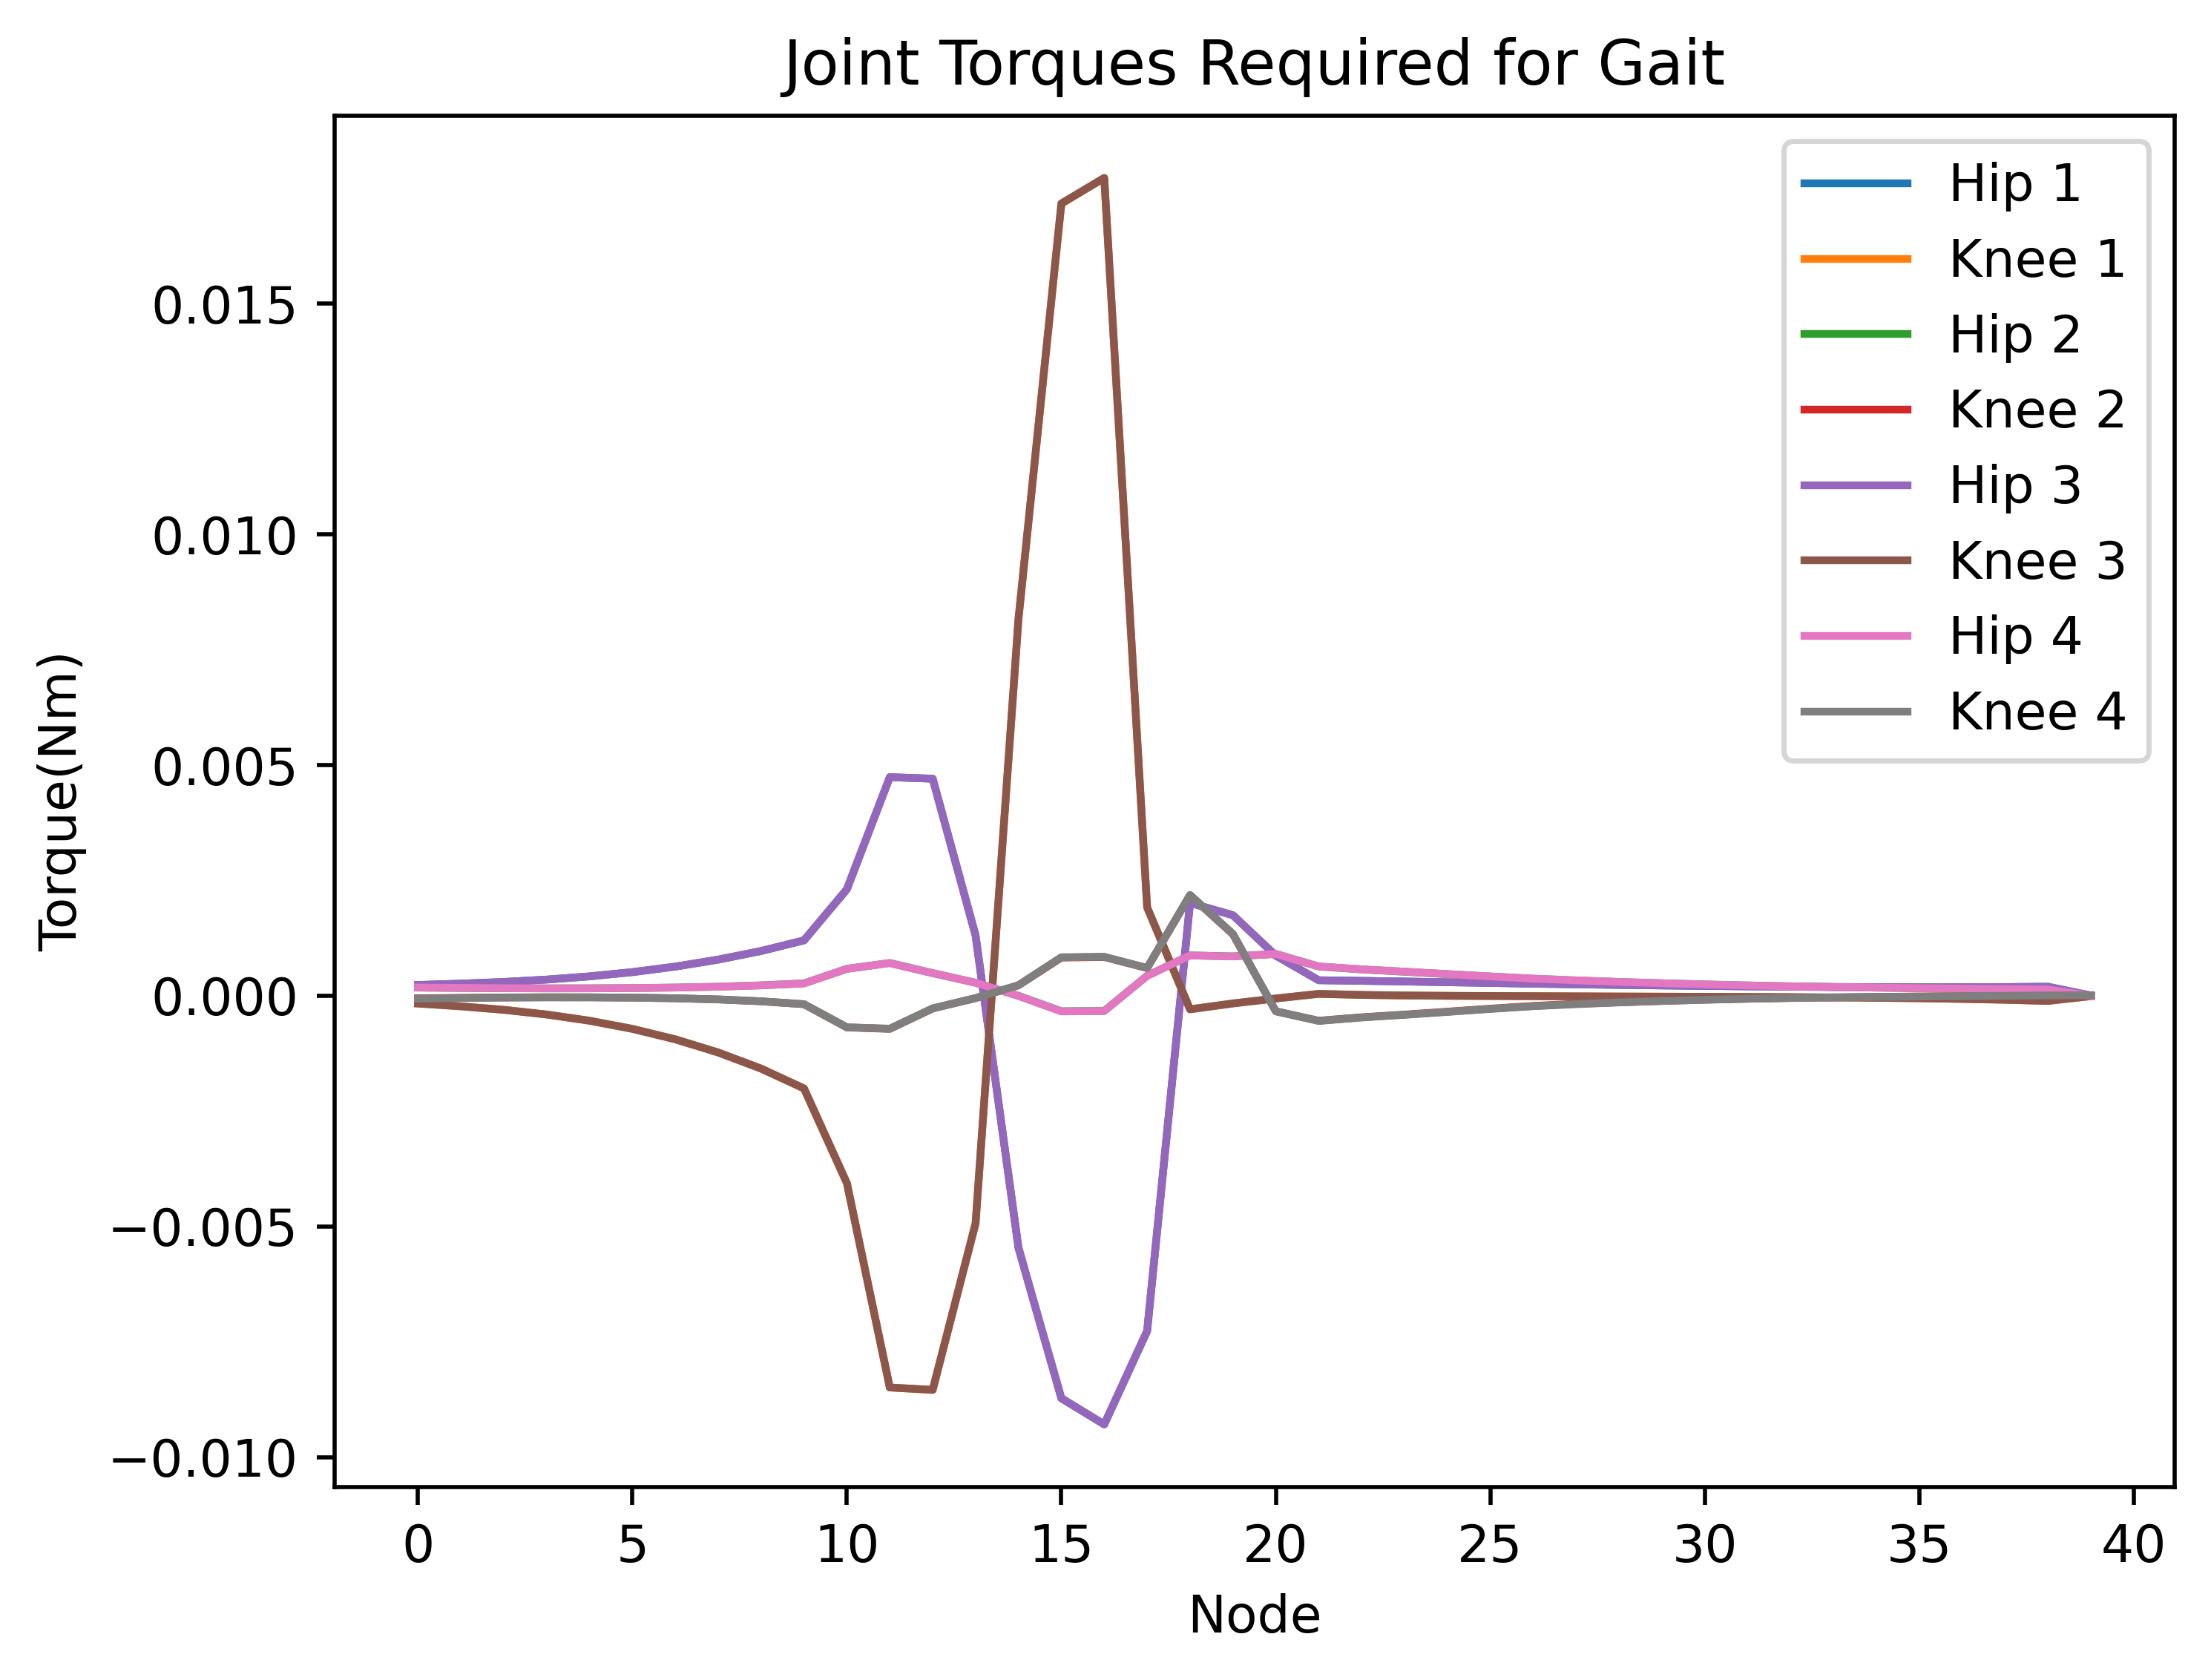 Joint Torques Required for Gait
Hip 1
Knee 1
Hip 2
Knee 2
Hip 3
Knee 3
Hip 4
Knee 4
Torque(Nm)
0.015
0.010
0.005
0.000
−0.005
−0.010
0 5 10 15 20 25 30 35 40
Node